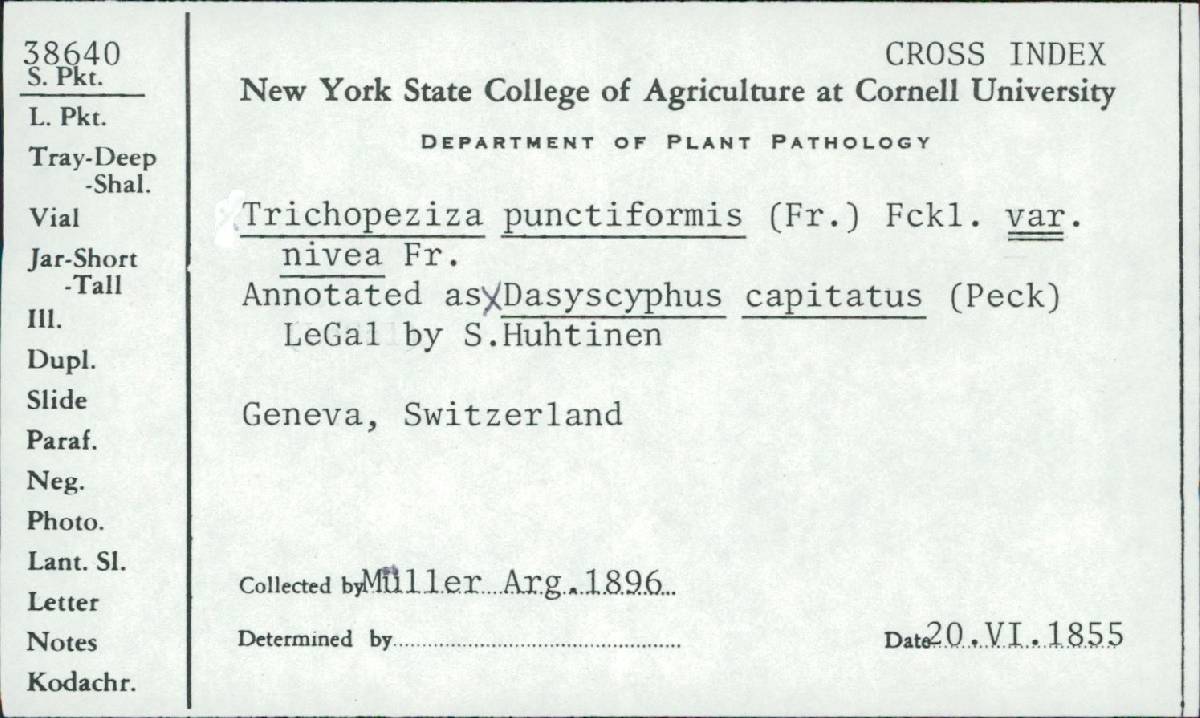 38640
S. Pkt.
L. Pkt.
Tray-Deep
-Shal.
Vial
Jar-Short
-Tall
Ill.
Dupl.
Slide
Paraf.
Neg.
Photo.
Lant. Sl.
Letter
Notes
Kodachr.
CROSS INDEX
New York State College of Agriculture at Cornell University
DEPARTMENT OF PLANT PATHOLOGY
Trichopeziza punctiformis (Fr.) Fckl. var.
nivea Fr.
Annotated as X Dasyscyphus capitatus (Peck)
LeGal by S.Huhtinen
Geneva, Switzerland
Collected by Müller Arg. 1896
Determined by
Date 20.VI.1855